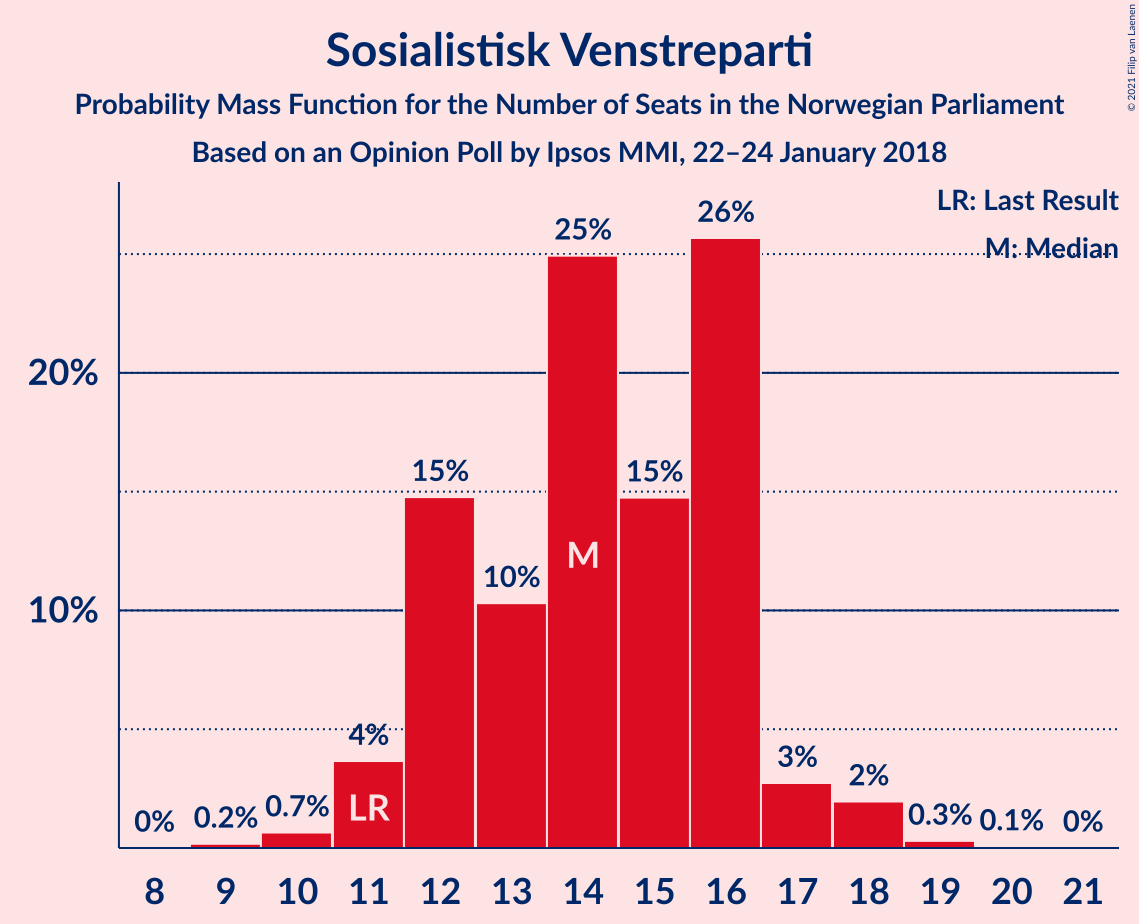 Sosialistisk Venstreparti
Probability Mass Function for the Number of Seats in the Norwegian Parliament
Based on an Opinion Poll by Ipsos MMI, 22–24 January 2018
© 2021 Filip van Laenen
LR: Last Result
M: Median
26%
25%
20%
15%
15%
M
10%
10%
4%
3%
2%
LR
0.7%
0.3%
0.2%
0.1%
0%
0%
8 9 10 11 12 13 14 15 16 17 18 19 20 21